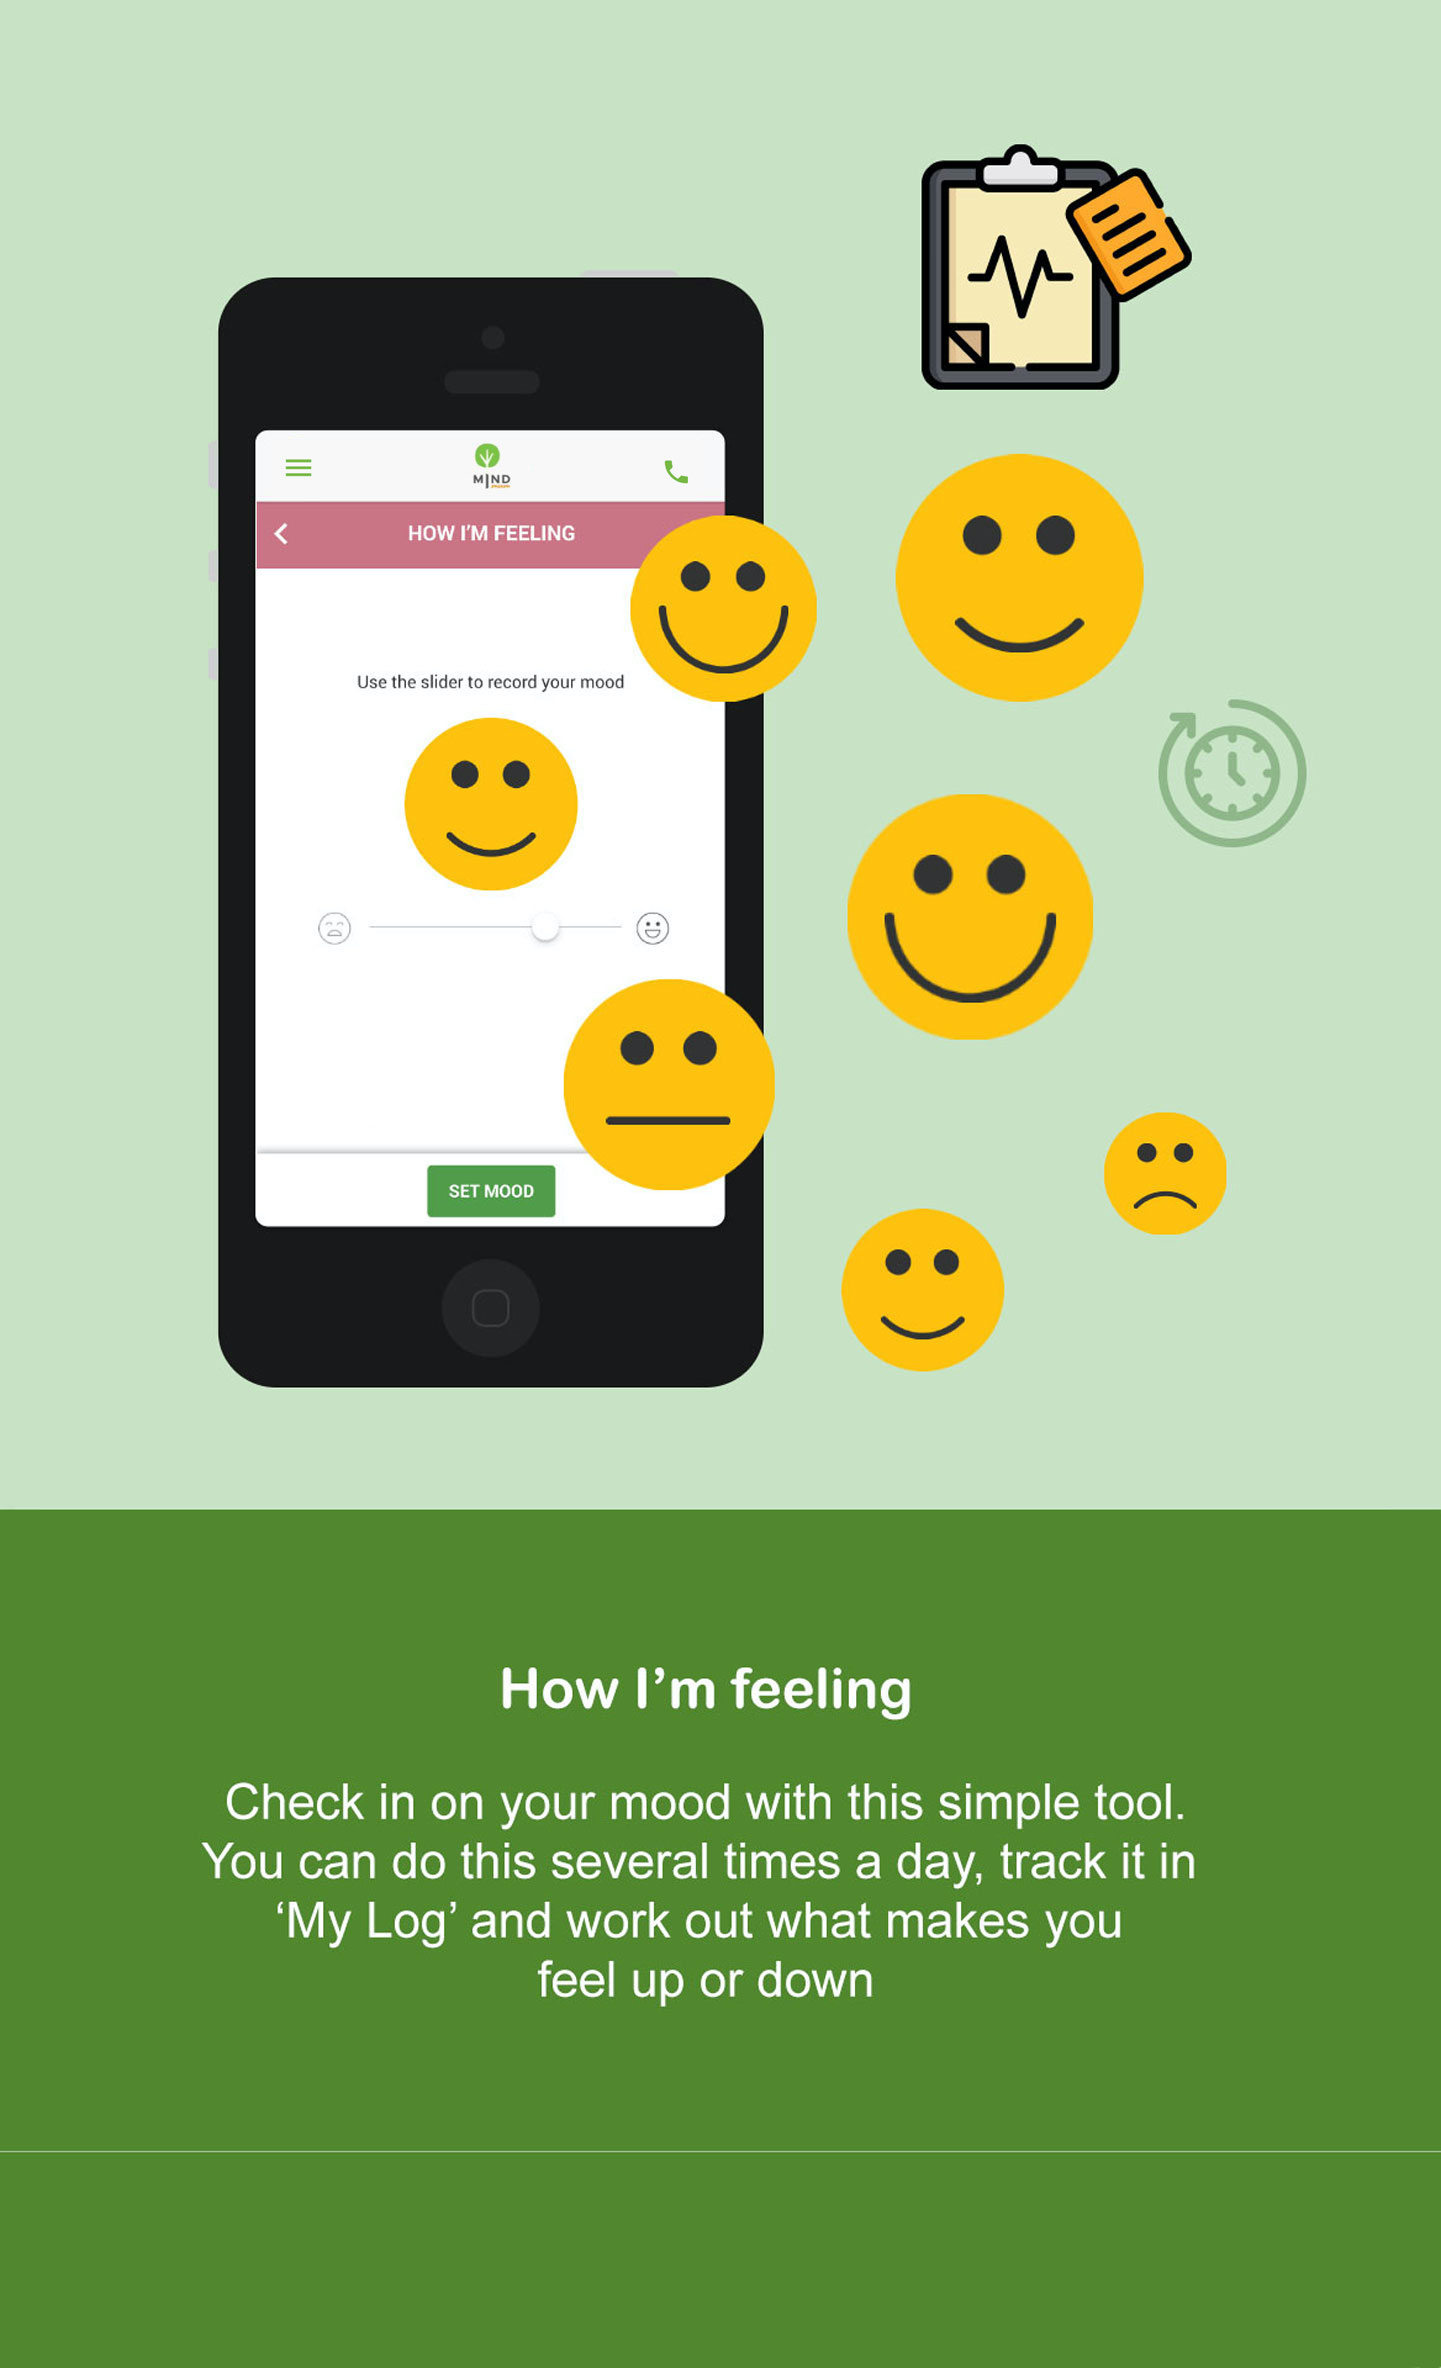 MIND
HOW I'M FEELING
Use the slider to record your mood
SET MOOD
How I'm feeling
Check in on your mood with this simple tool.
You can do this several times a day, track it in
‘My Log’ and work out what makes you
feel up or down